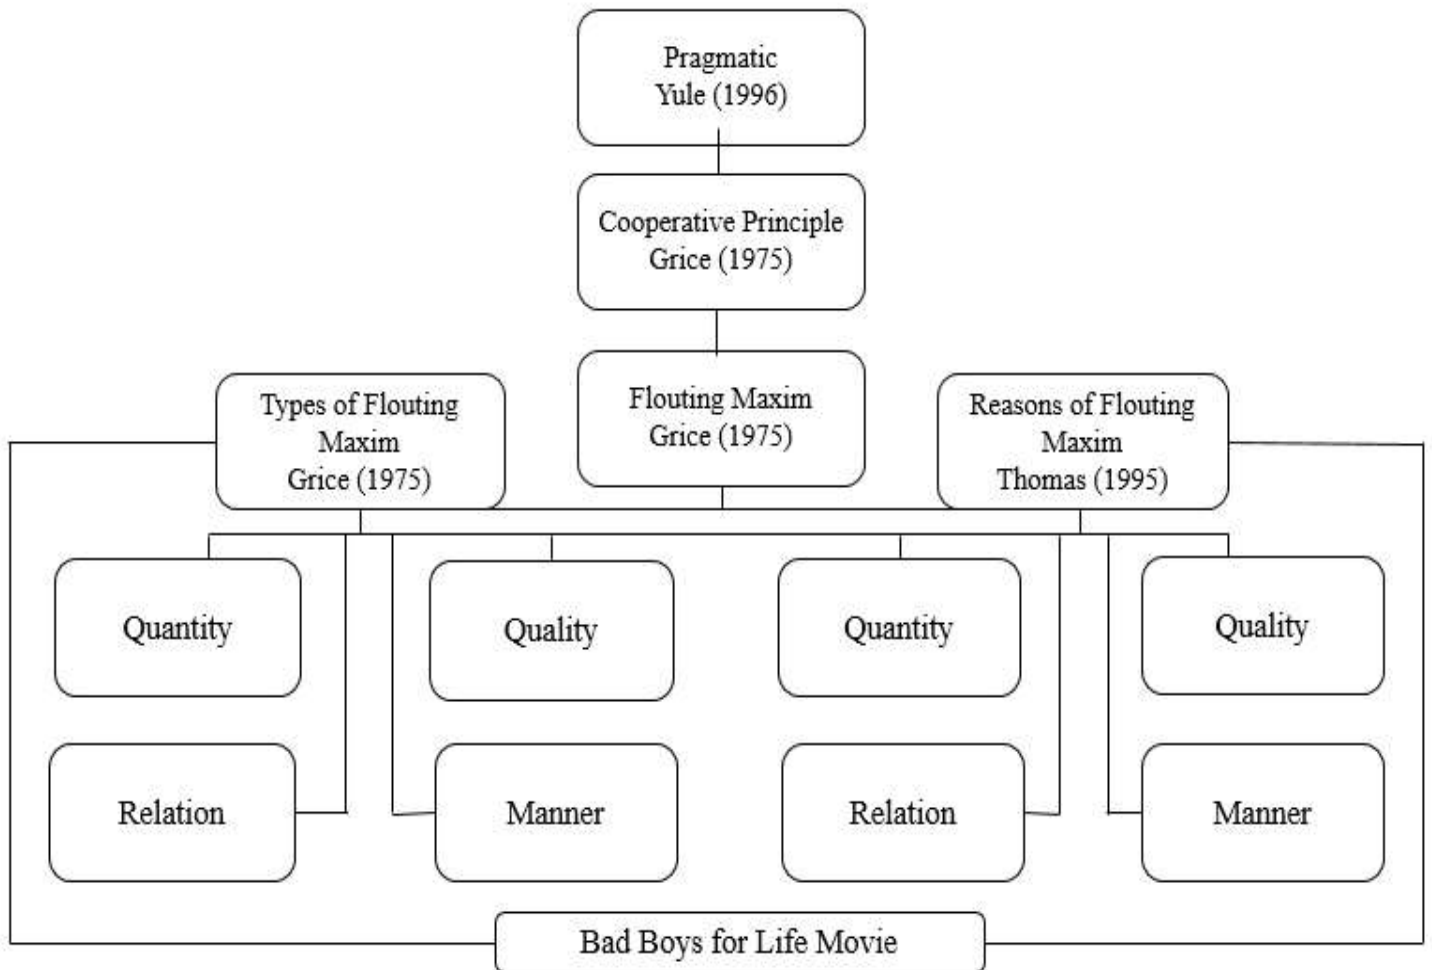 Pragmatic
Yule (1996)
Cooperative Principle
Grice (1975)
Flouting Maxim
Grice (1975)
Types of Flouting
Maxim
Grice (1975)
Reasons of Flouting
Maxim
Thomas (1995)
Quantity
Quality
Quantity
Quality
Relation
Manner
Relation
Manner
Bad Boys for Life Movie